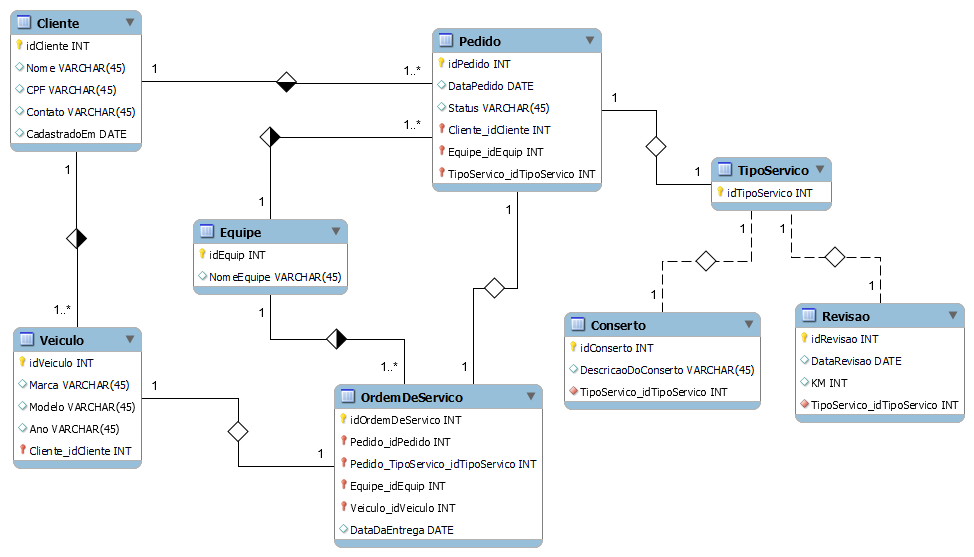 Cliente
idCliente INT
Nome VARCHAR(45)
CPF VARCHAR(45)
Contato VARCHAR(45)
CadastradoEm DATE
1
1..*
Pedido
idPedido INT
DataPedido DATE
Status VARCHAR(45)
Cliente_idCliente INT
Equipe_idEquip INT
TipoServico_idTipoServico INT
1
1
TipoServico
idTipoServico INT
1..*
1
Equipe
idEquip INT
NomeEquipe VARCHAR(45)
1
1..*
1
1..*
Veiculo
idVeiculo INT
Marca VARCHAR(45)
Modelo VARCHAR(45)
Ano VARCHAR(45)
Cliente_idCliente INT
1
1
1
1
OrdemDeServico
idOrdemDeServico INT
Pedido_idPedido INT
Pedido_TipoServico_idTipoServico INT
Equipe_idEquip INT
Veiculo_idVeiculo INT
DataDaEntrega DATE
1
1
Conserto
idConserto INT
DescricaoDoConserto VARCHAR(45)
TipoServico_idTipoServico INT
1
1
Revisao
idRevisao INT
DataRevisao DATE
KM INT
TipoServico_idTipoServico INT